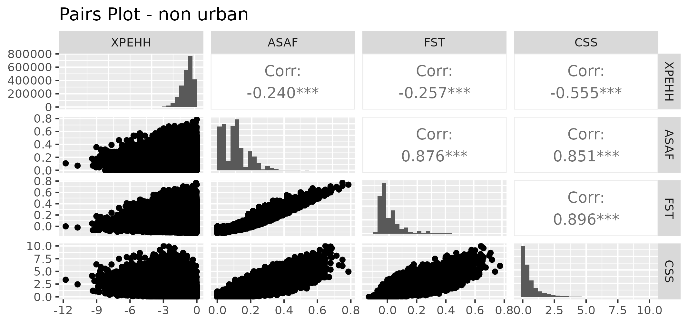 Pairs Plot - non urban
XPEHH ASAF FST CSS
800000
600000
400000
200000
0
Corr:
-0.240***
Corr:
-0.257***
Corr:
-0.555***
XPEHH
0.8
0.6
0.4
0.2
0.0
Corr:
0.876***
Corr:
0.851***
ASAF
0.8
0.6
0.4
0.2
0.0
Corr:
0.896***
FST
10.0
7.5
5.0
2.5
0.0
CSS
-12 -9 -6 -3 0 0.0 0.2 0.4 0.6 0.8 0.0 0.2 0.4 0.6 0.8 0.0 2.5 5.0 7.5 10.0